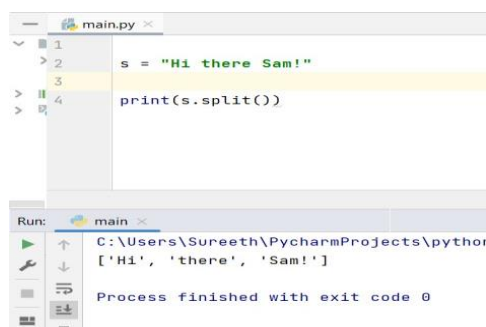 main.py
1
2 s = "Hi there Sam!"
3
4 print(s.split())
Run: main
C:\Users\Sureeth\PycharmProjects\python
['Hi', 'there', 'Sam!']
Process finished with exit code 0